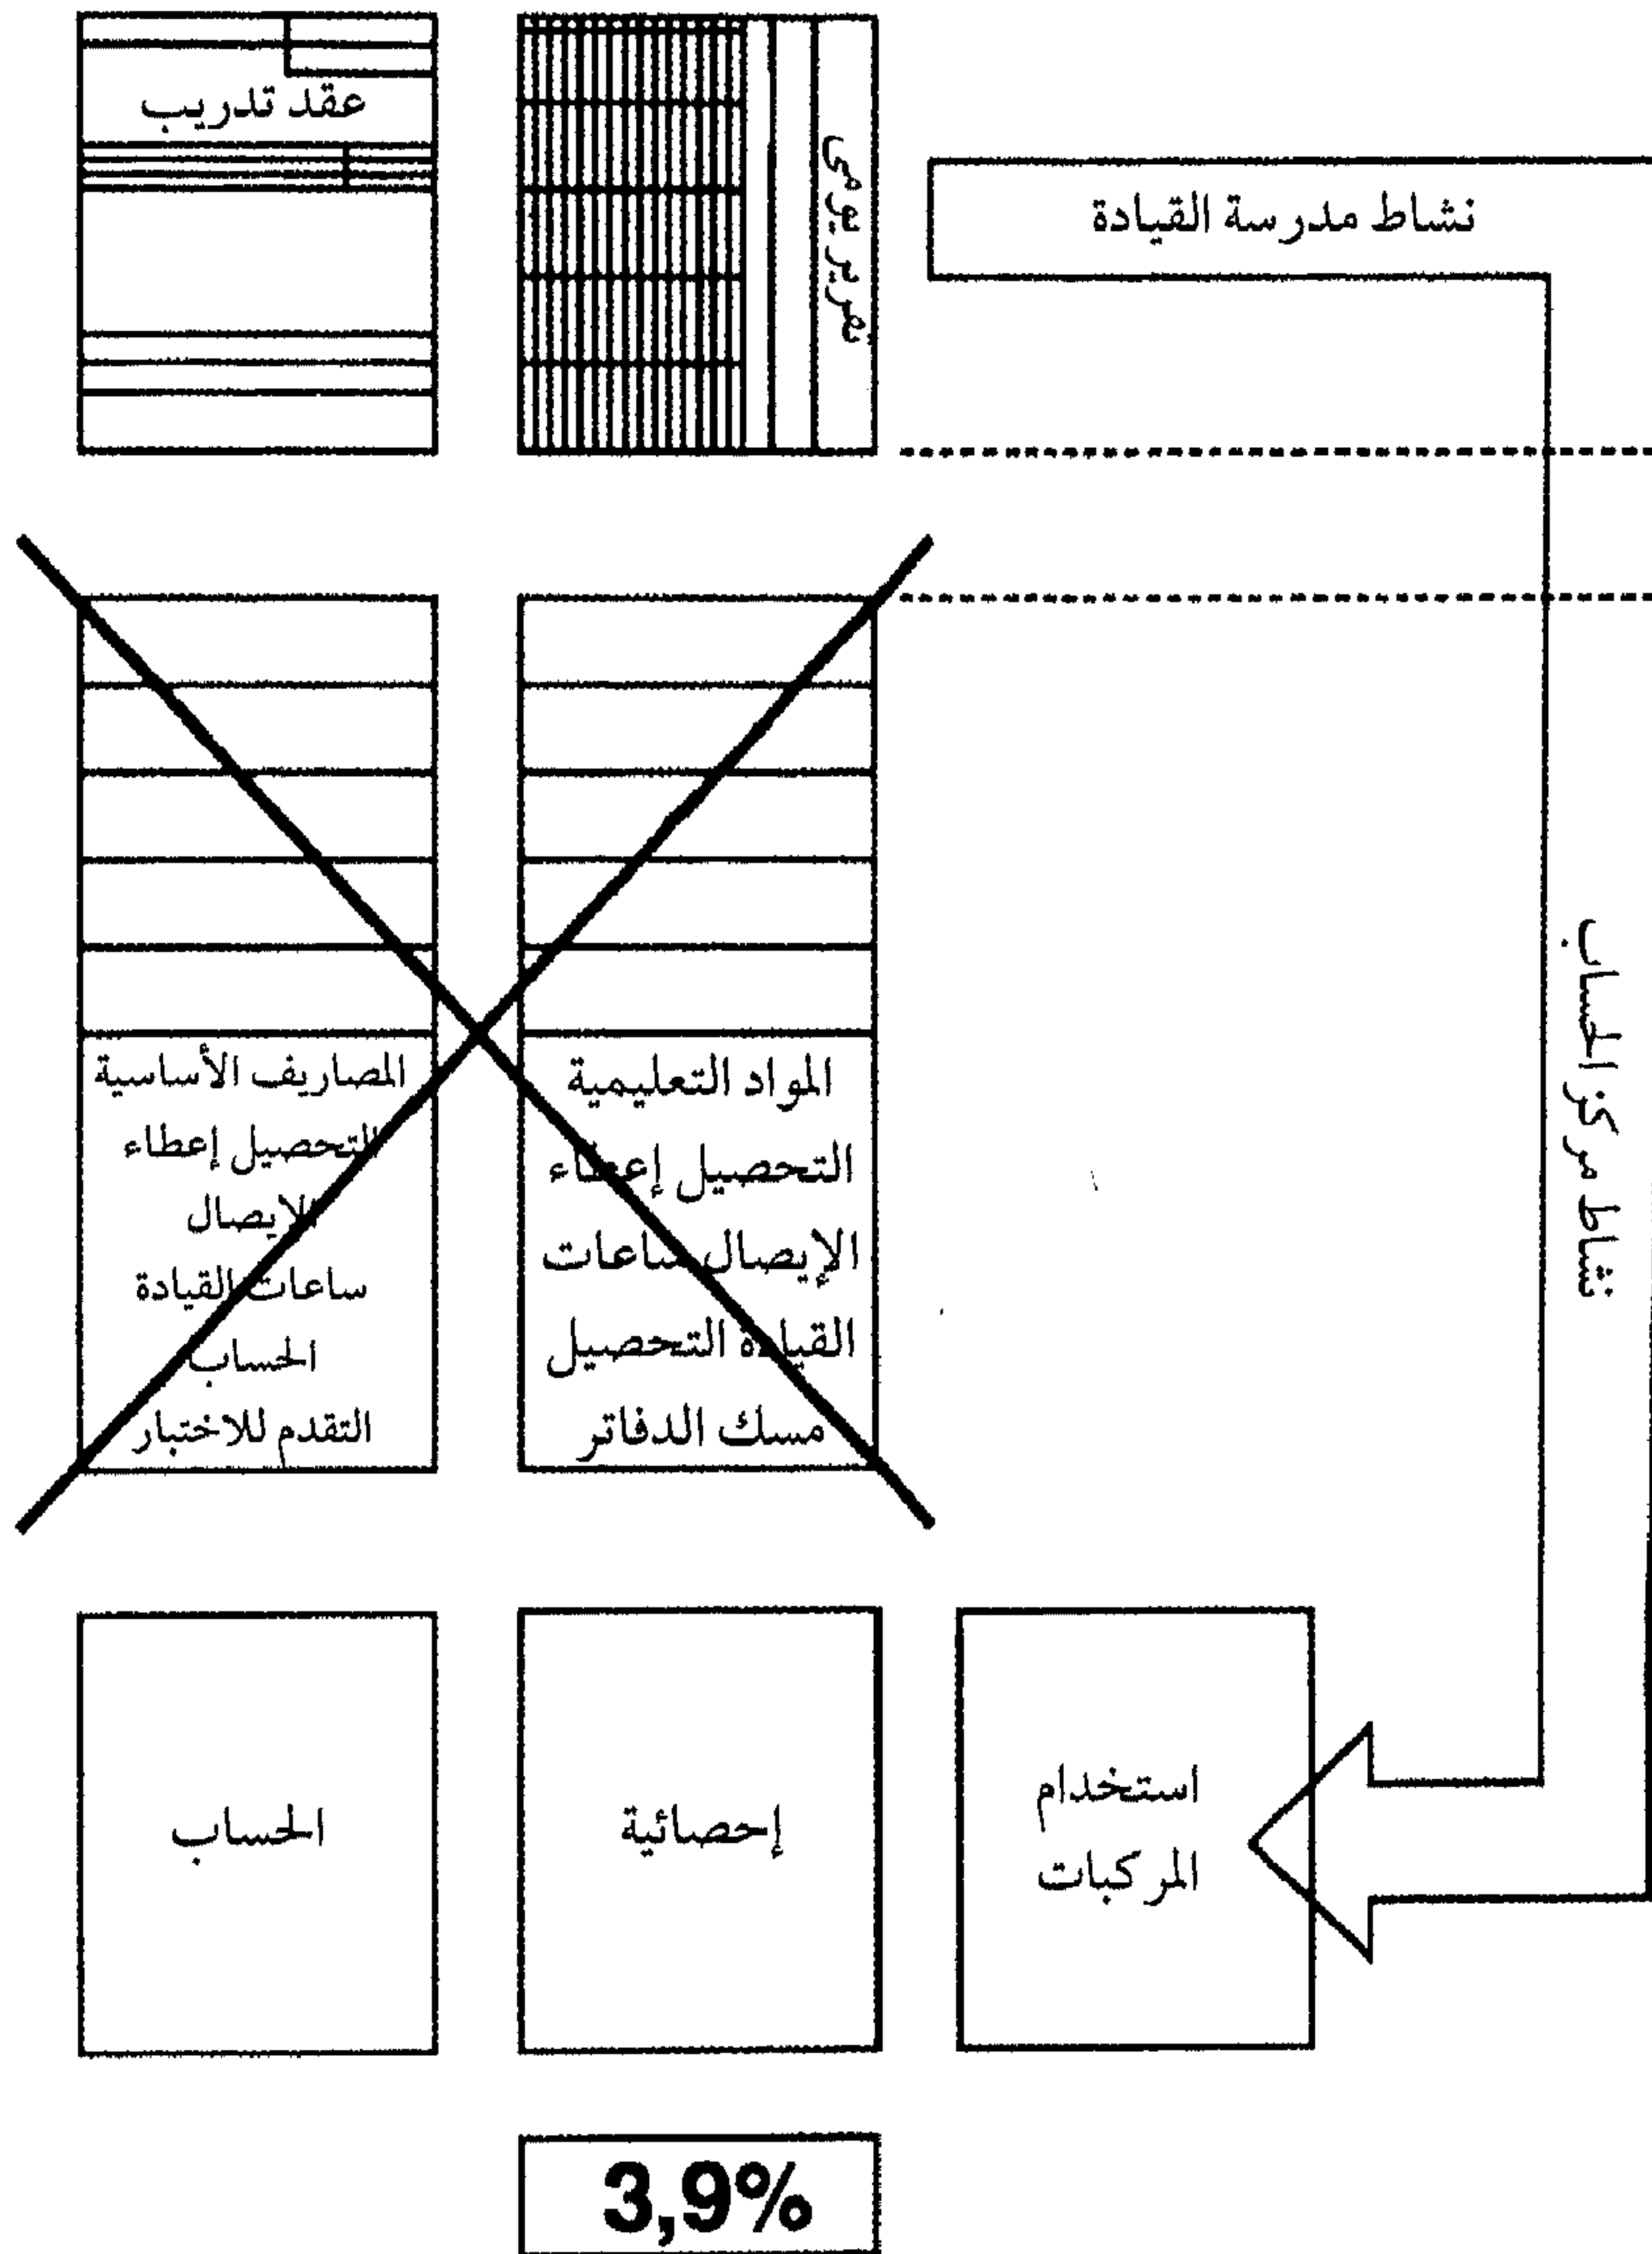 نشاط مدرسة القيادة
تقرير يومى
عقد تدريب
نشاط مركز الحساب
المواد التعليمية
التحصيل إعطاء
الإيصال ساعات
القيادة التحصيل
مسك الدفاتر
المصاريف الأساسية
التحصيل إعطاء
الإيصال
ساعات القيادة
الحساب
التقدم للاختبار
استخدام
المركبات
إحصائية
الحساب
3,9%